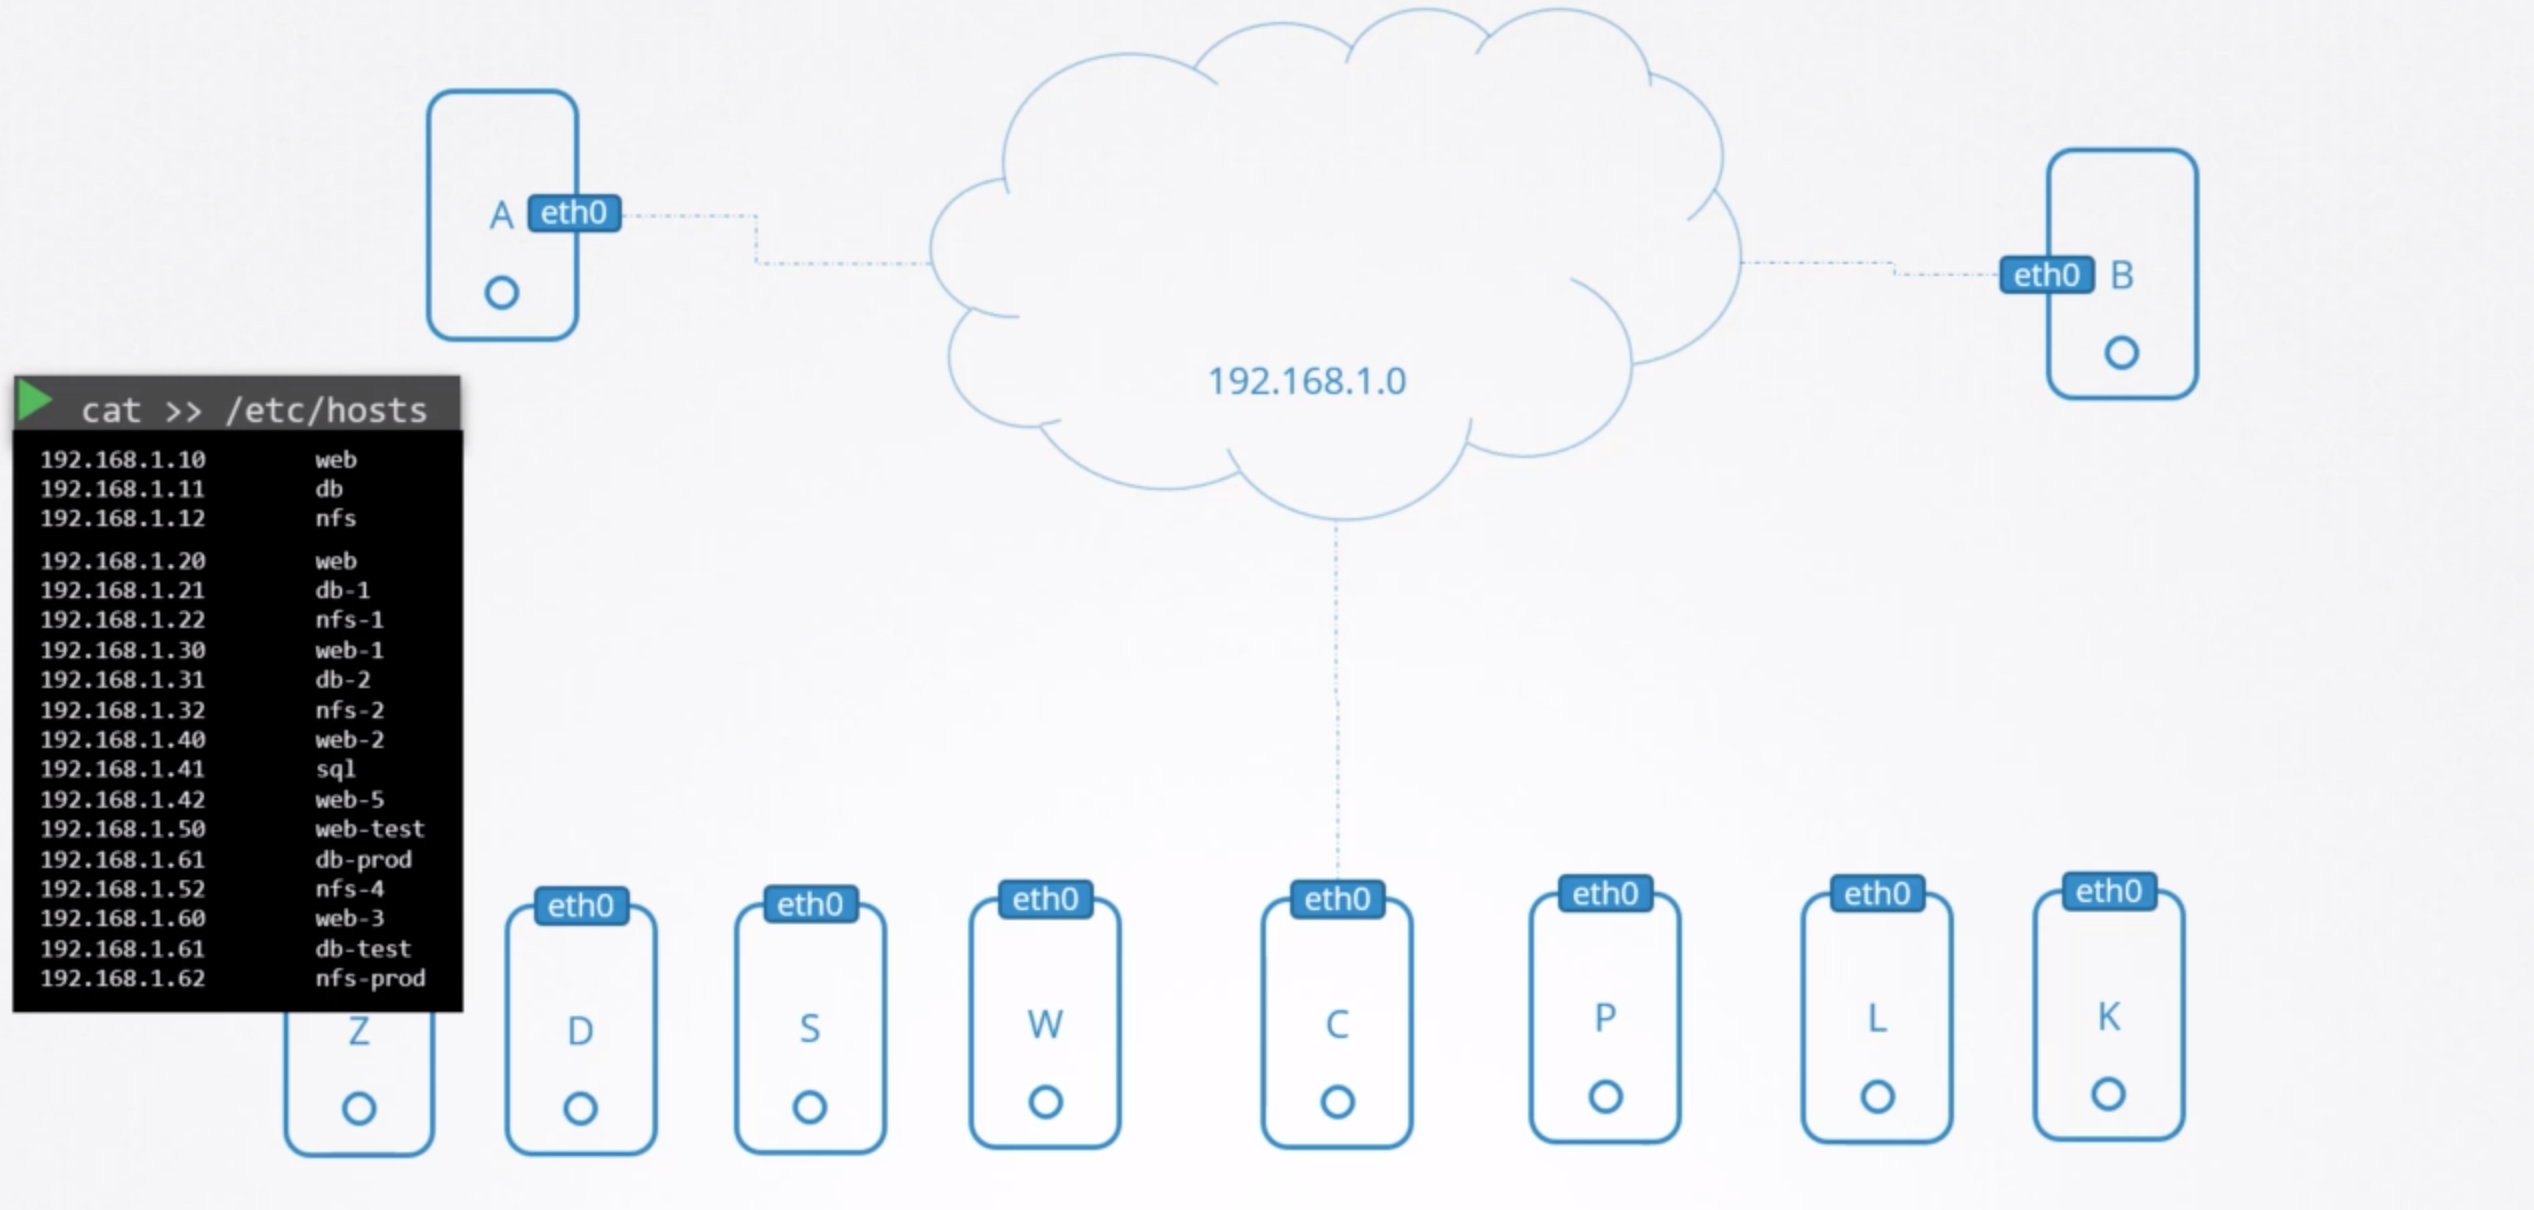 A eth0
192.168.1.0
eth0 B
cat >> /etc/hosts
192.168.1.10 web
192.168.1.11 db
192.168.1.12 nfs
192.168.1.20 web
192.168.1.21 db-1
192.168.1.22 nfs-1
192.168.1.30 web-1
192.168.1.31 db-2
192.168.1.32 nfs-2
192.168.1.40 web-2
192.168.1.41 sql
192.168.1.42 web-5
192.168.1.50 web-test
192.168.1.61 db-prod
192.168.1.52 nfs-4
192.168.1.60 web-3
192.168.1.61 db-test
192.168.1.62 nfs-prod
eth0 eth0 eth0 eth0 eth0 eth0 eth0
Z D S W C P L K